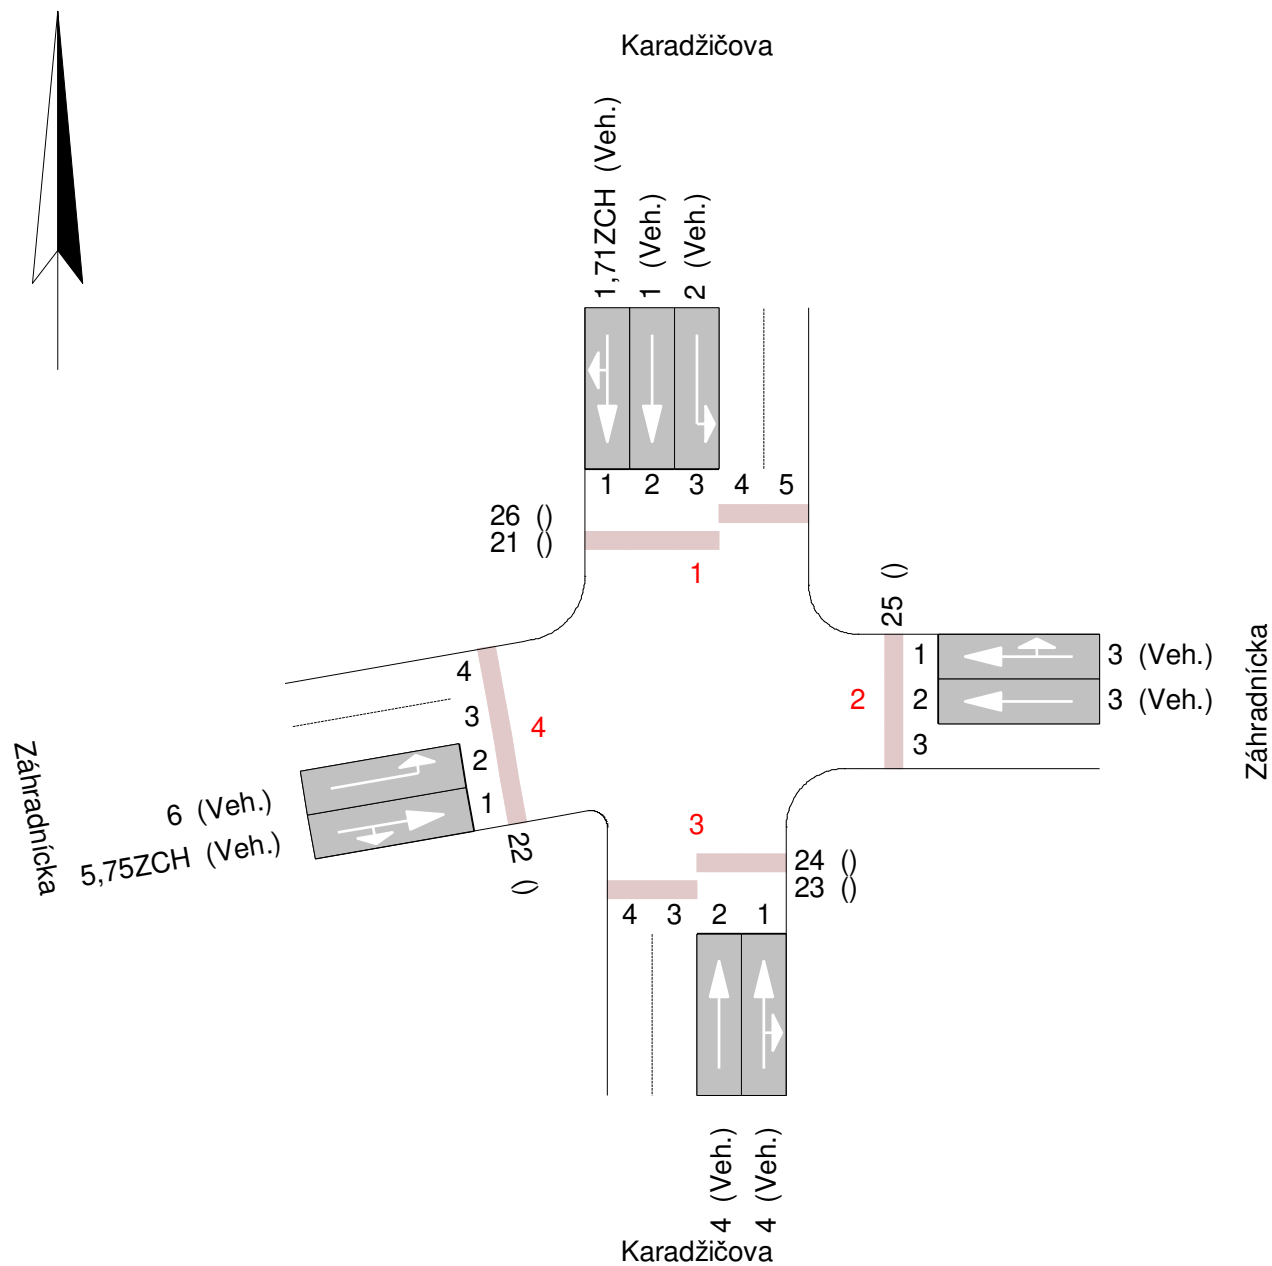 Karadžičova
1,71ZCH (Veh.)
1 (Veh.)
2 (Veh.)
1 2 3 4 5
26 ()
21 ()
1
25 ()
1 3 (Veh.)
2 2 3 (Veh.)
3
Záhradnícka
4
3
4
2
1
6 (Veh.)
5,75ZCH (Veh.)
Záhradnícka
22 ()
3
24 ()
23 ()
4 3 2 1
4 (Veh.)
4 (Veh.)
Karadžičova